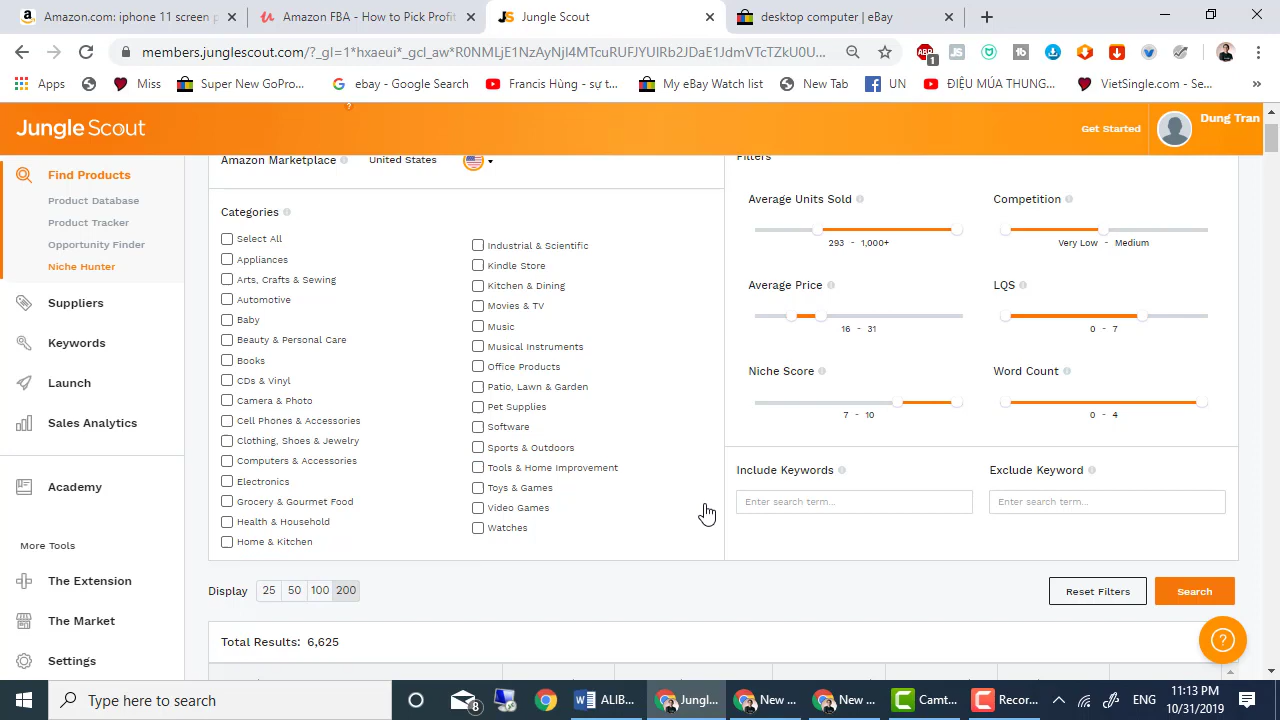 Amazon.com: iphone 11 screen p
Amazon FBA - How to Pick Profit
Jungle Scout
desktop computer | eBay
members.junglescout.com/?_gl=1*hxaeui*_gcl_aw*R0NMLjE1NzAyNjI4MTcuRUFJYUlRb2JDaE1JdmVTcTZkU0U...
ABP
1
JS
Miss
Super New GoPro...
ebay - Google Search
Francis Hùng - sự t...
My eBay Watch list
New Tab
UN
ĐIỆU MÚA THUNG...
VietSingle.com - Se...
Jungle Scout
Get Started
Dung Tran
Find Products
Product Database
Product Tracker
Opportunity Finder
Niche Hunter
Suppliers
Keywords
Launch
Sales Analytics
Academy
More Tools
The Extension
The Market
Settings
Amazon Marketplace
United States
Categories
Select All
Appliances
Arts, Crafts & Sewing
Automotive
Baby
Beauty & Personal Care
Books
CDs & Vinyl
Camera & Photo
Cell Phones & Accessories
Clothing, Shoes & Jewelry
Computers & Accessories
Electronics
Grocery & Gourmet Food
Health & Household
Home & Kitchen
Industrial & Scientific
Kindle Store
Kitchen & Dining
Movies & TV
Music
Musical Instruments
Office Products
Patio, Lawn & Garden
Pet Supplies
Software
Sports & Outdoors
Tools & Home Improvement
Toys & Games
Video Games
Watches
Filters
Average Units Sold
293 - 1,000+
Competition
Very Low - Medium
Average Price
16 - 31
LQS
0 - 7
Niche Score
7 - 10
Word Count
0 - 4
Include Keywords
Enter search term...
Exclude Keyword
Enter search term...
Display 25 50 100 200
Reset Filters
Search
Total Results: 6,625
Type here to search
8
ALIB...
Jungl...
New ...
New ...
Camt...
Recor...
ENG
11:13 PM
10/31/2019